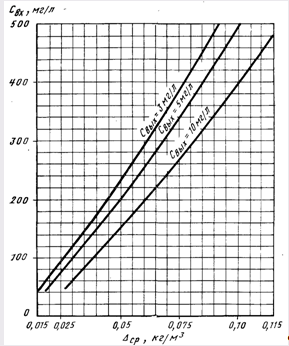 Cвх, мг/л
500
400
300
200
100
0
Cвых = 3 мг/л
Cвых = 5 мг/л
Cвых = 10 мг/л
0,015 0,025 0,05 0,075 0,10 0,115
Δср, кг/м³